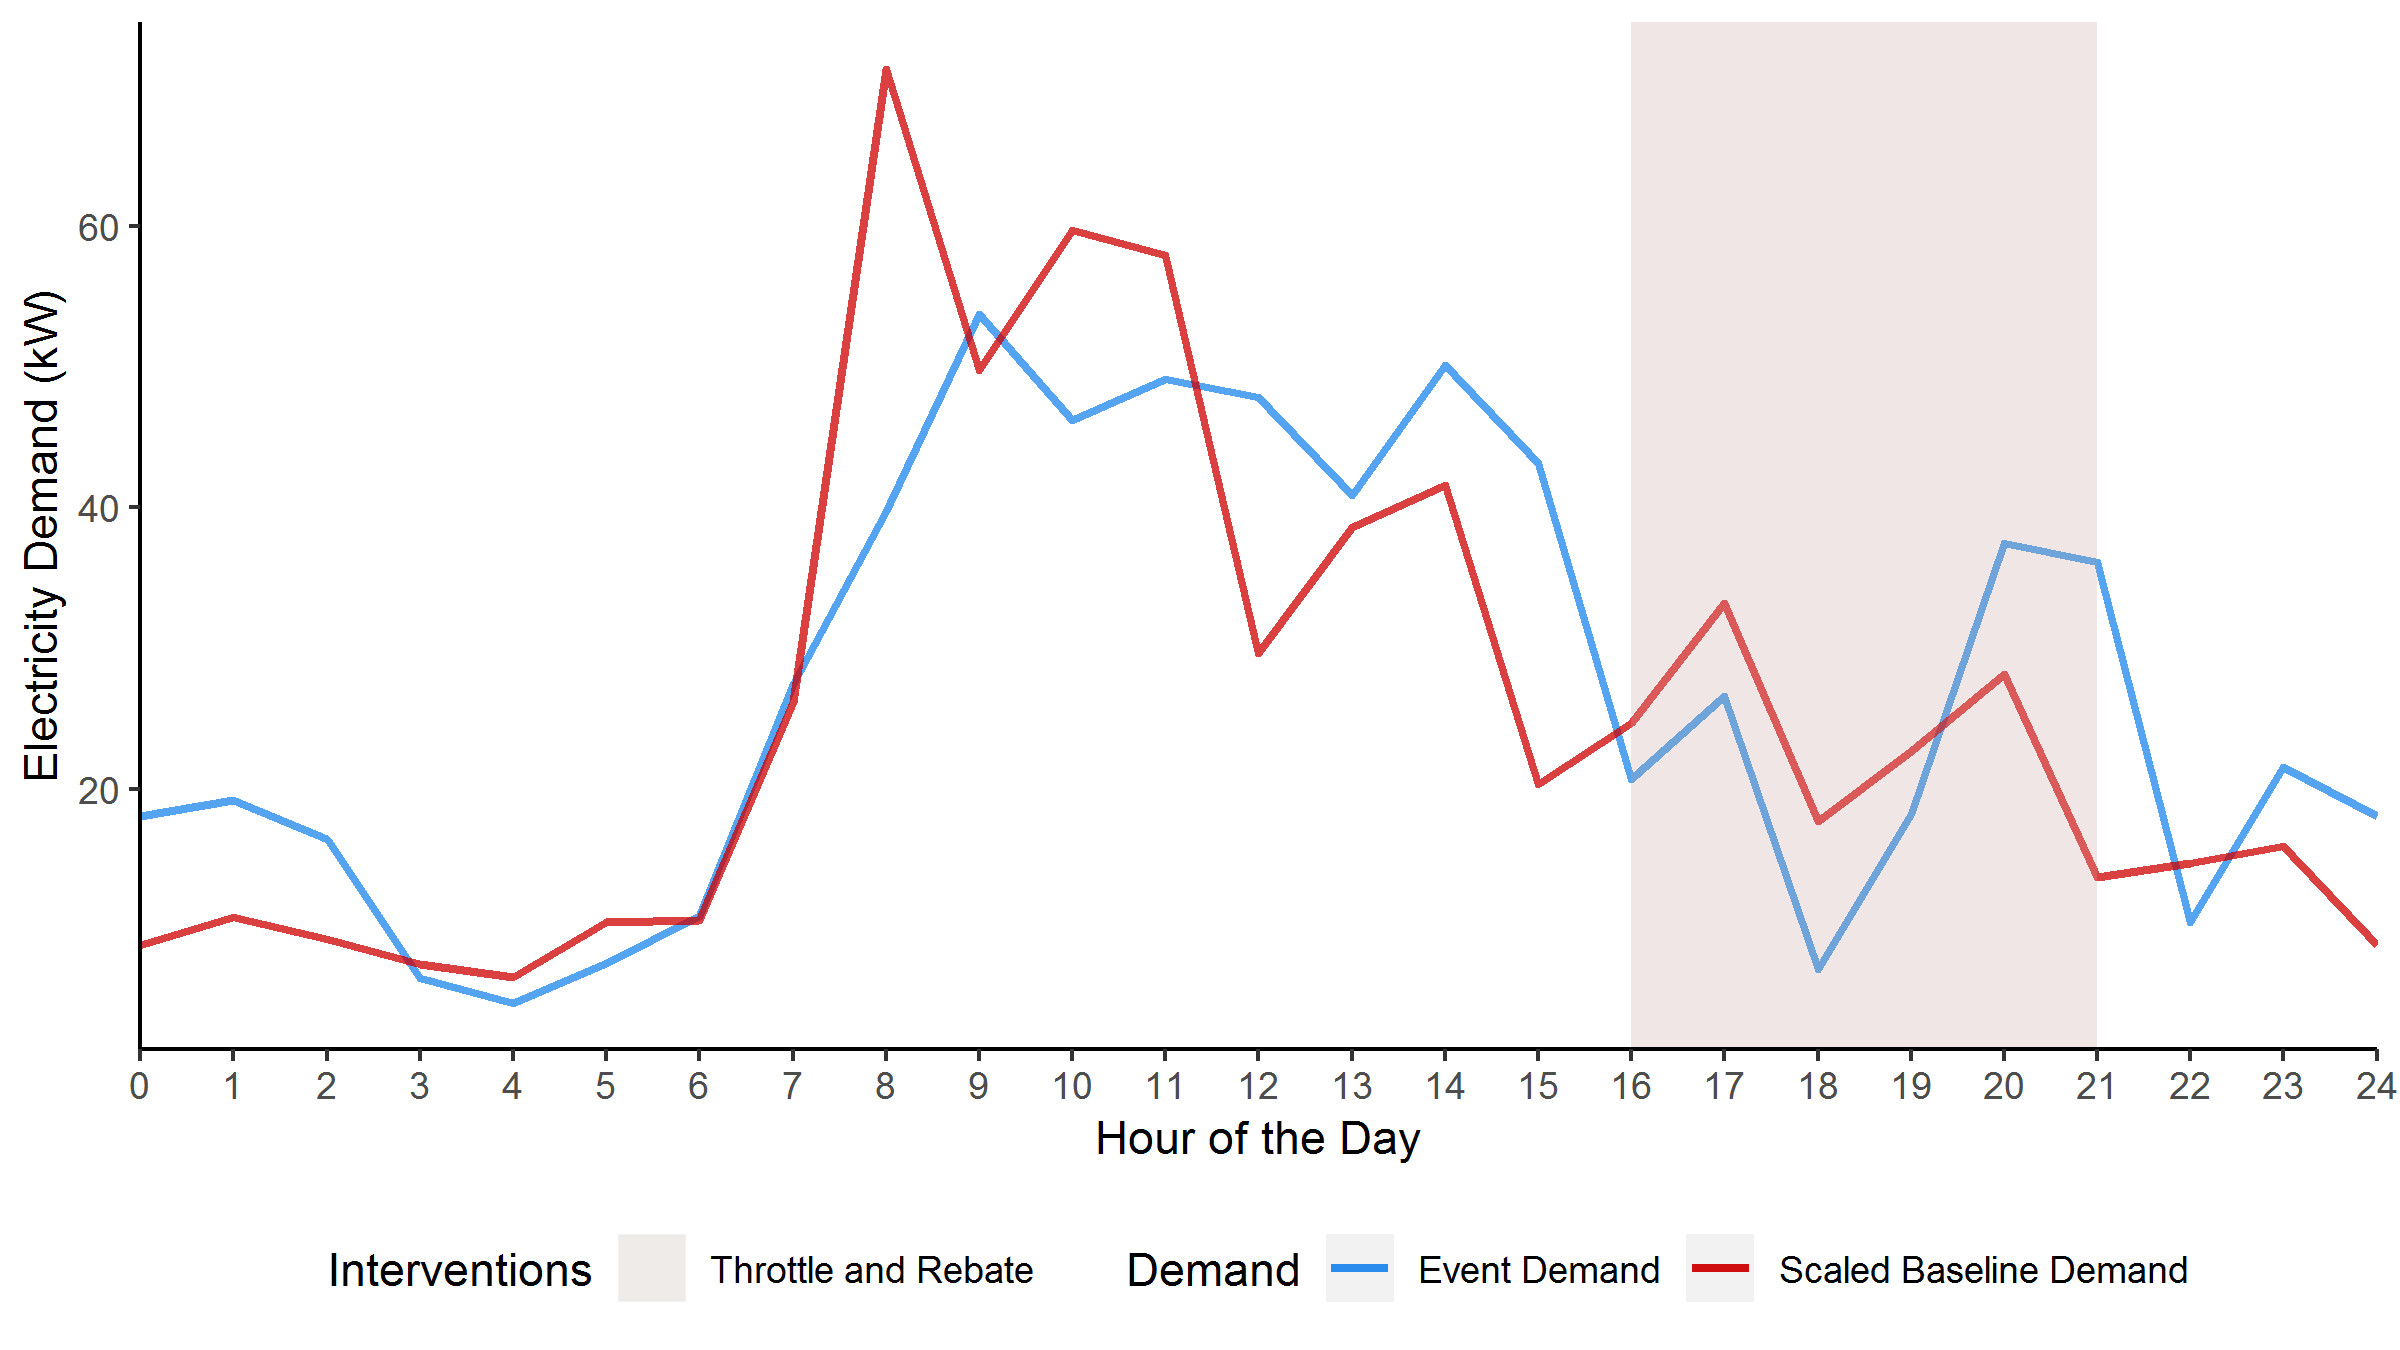 Electricity Demand (kW)
60
40
20
0 1 2 3 4 5 6 7 8 9 10 11 12 13 14 15 16 17 18 19 20 21 22 23 24
Hour of the Day
Interventions Throttle and Rebate Demand Event Demand Scaled Baseline Demand